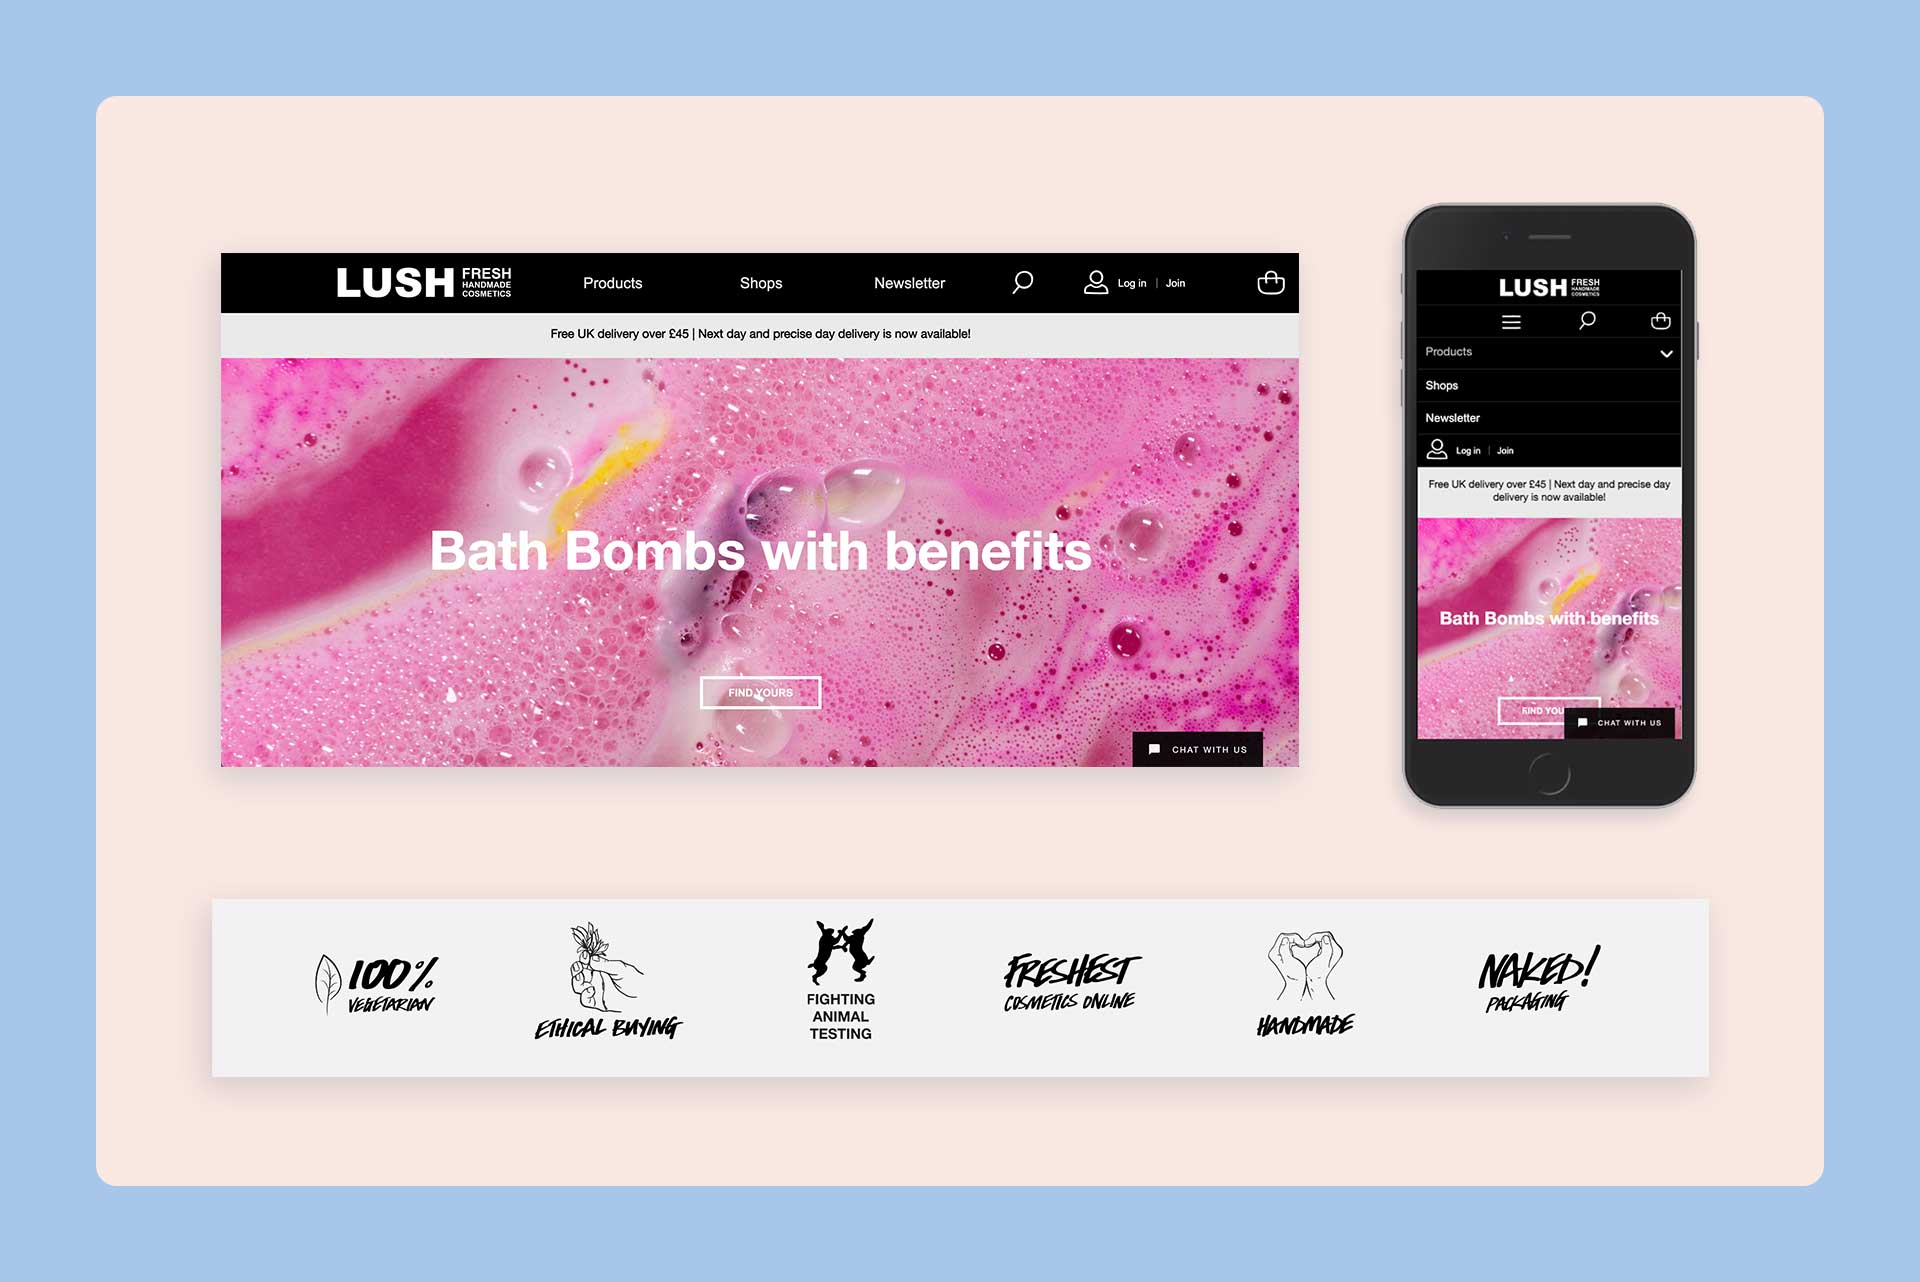 LUSH FRESH HANDMADE COSMETICS
Products
Shops
Newsletter
Log in | Join
Free UK delivery over £45 | Next day and precise day delivery is now available!
Bath Bombs with benefits
FIND YOURS
CHAT WITH US
LUSH FRESH HANDMADE COSMETICS
Products
Shops
Newsletter
Log in | Join
Free UK delivery over £45 | Next day and precise day
delivery is now available!
Bath Bombs with benefits
FIND YOU
CHAT WITH US
100%
VEGETARIAN
ETHICAL BUYING
FIGHTING
ANIMAL
TESTING
FRESHEST
COSMETICS ONLINE
HANDMADE
NAKED!
PACKAGING